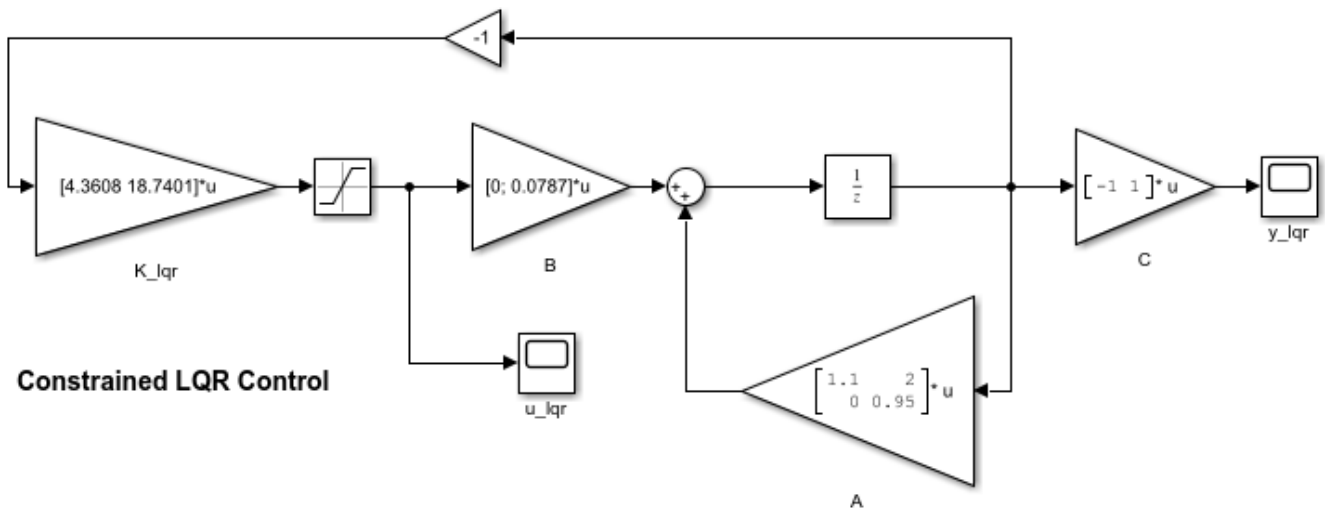 -1
[4.3608 18.7401]*u
K_lqr
[0; 0.0787]*u
B
+
+
1
z
[-1 1]* u
C
y_lqr
u_lqr
Constrained LQR Control
[1.1 2
0 0.95]* u
A